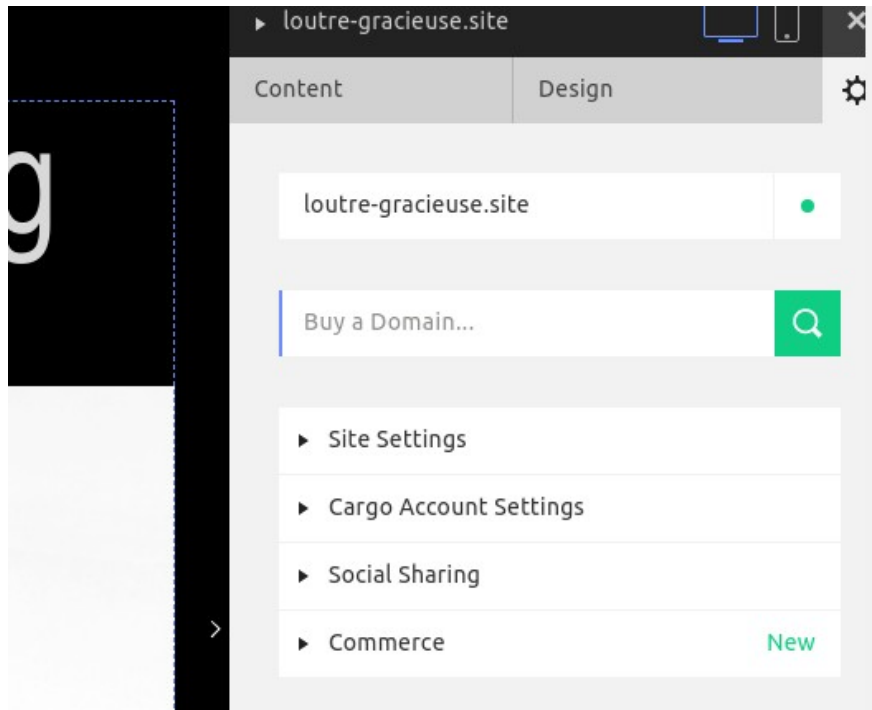 loutre-gracieuse.site
Content Design
g
loutre-gracieuse.site
Buy a Domain...
Site Settings
Cargo Account Settings
Social Sharing
Commerce New